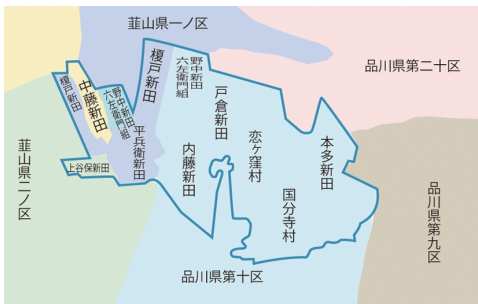 韮山県一ノ区
品川県第二十区
榎戸新田
野中新田
六左衛門組
戸倉新田
榎戸新田
中藤新田
野中新田
六左衛門組
平兵衛新田
内藤新田
恋ヶ窪村
本多新田
国分寺村
上谷保新田
韮山県二ノ区
品川県第九区
品川県第十区